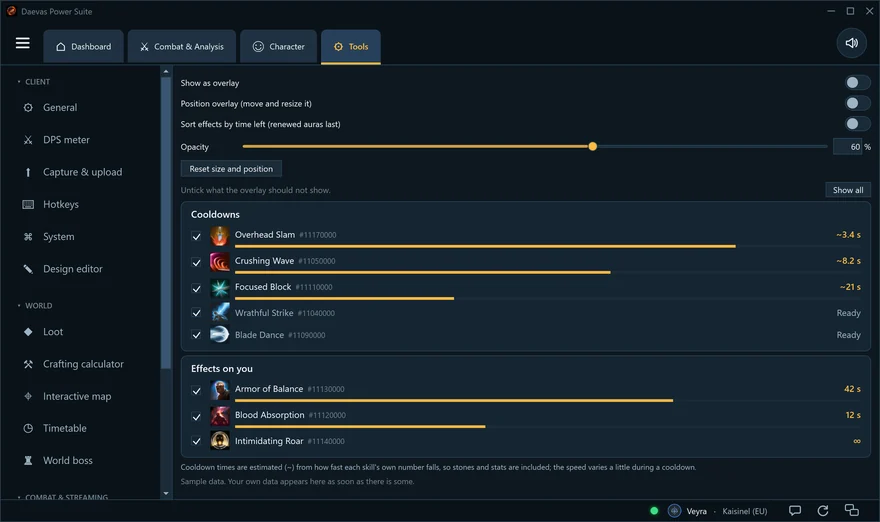 Daevas Power Suite
Dashboard
Combat & Analysis
Character
Tools
CLIENT
General
DPS meter
Capture & upload
Hotkeys
System
Design editor
WORLD
Loot
Crafting calculator
Interactive map
Timetable
World boss
COMBAT & STREAMING
Show as overlay
Position overlay (move and resize it)
Sort effects by time left (renewed auras last)
Opacity 60 %
Reset size and position
Untick what the overlay should not show. Show all
Cooldowns
Overhead Slam #11170000 ~3.4 s
Crushing Wave #11050000 ~8.2 s
Focused Block #11110000 ~21 s
Wrathful Strike #11040000 Ready
Blade Dance #11090000 Ready
Effects on you
Armor of Balance #11130000 42 s
Blood Absorption #11120000 12 s
Intimidating Roar #11140000 ∞
Cooldown times are estimated (~) from how fast each skill's own number falls, so stones and stats are included; the speed varies a little during a cooldown.
Sample data. Your own data appears here as soon as there is some.
Veyra - Kaisinel (EU)